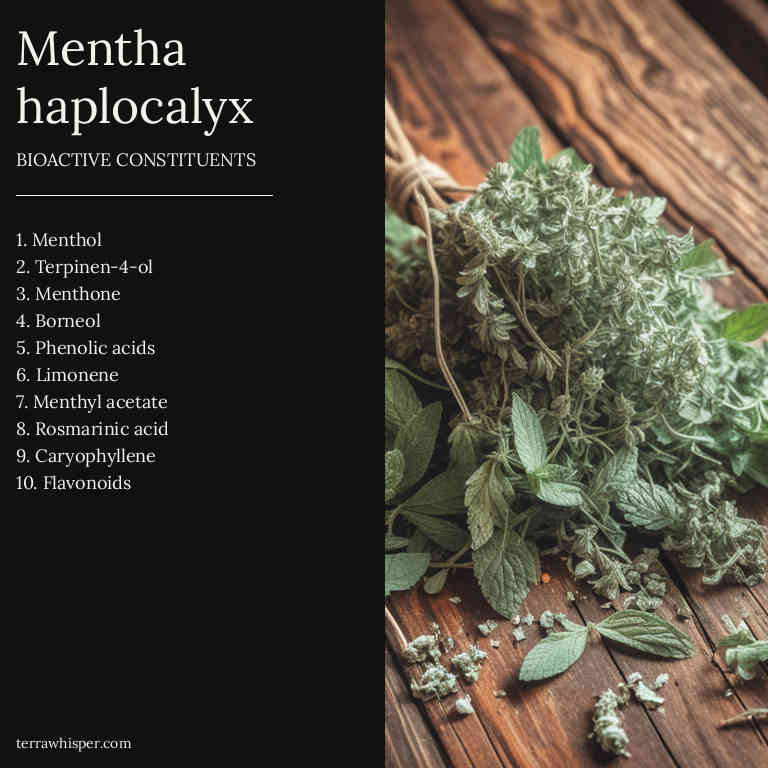 Mentha
haplocalyx
BIOACTIVE CONSTITUENTS
1. Menthol
2. Terpinen-4-ol
3. Menthone
4. Borneol
5. Phenolic acids
6. Limonene
7. Menthyl acetate
8. Rosmarinic acid
9. Caryophyllene
10. Flavonoids
terrawhisper.com